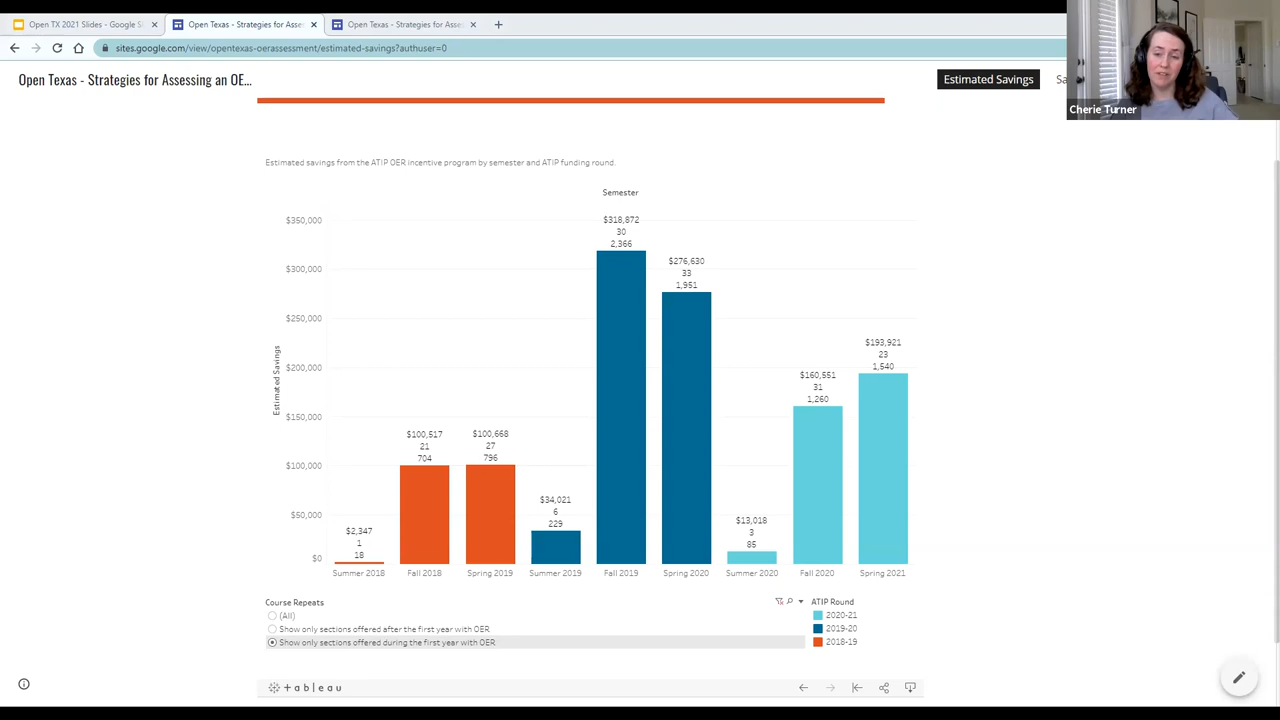 Open TX 2021 Slides - Google S
Open Texas - Strategies for Asses
Open Texas - Strategies for Asses
sites.google.com/view/opentexas-oerassessment/estimated-savings?authuser=0
Open Texas - Strategies for Assessing an OE...
Estimated Savings
Sa
Cherie Turner
Estimated savings from the ATIP OER incentive program by semester and ATIP funding round.
Semester
Estimated Savings
$350,000
$300,000
$250,000
$200,000
$150,000
$100,000
$50,000
$0
$2,347
1
18
$100,517
21
704
$100,668
27
796
$34,021
6
229
$318,872
30
2,366
$276,630
33
1,951
$13,018
3
85
$160,551
31
1,260
$193,921
23
1,540
Summer 2018
Fall 2018
Spring 2019
Summer 2019
Fall 2019
Spring 2020
Summer 2020
Fall 2020
Spring 2021
Course Repeats
(All)
Show only sections offered after the first year with OER
Show only sections offered during the first year with OER
ATIP Round
2020-21
2019-20
2018-19
+ableau